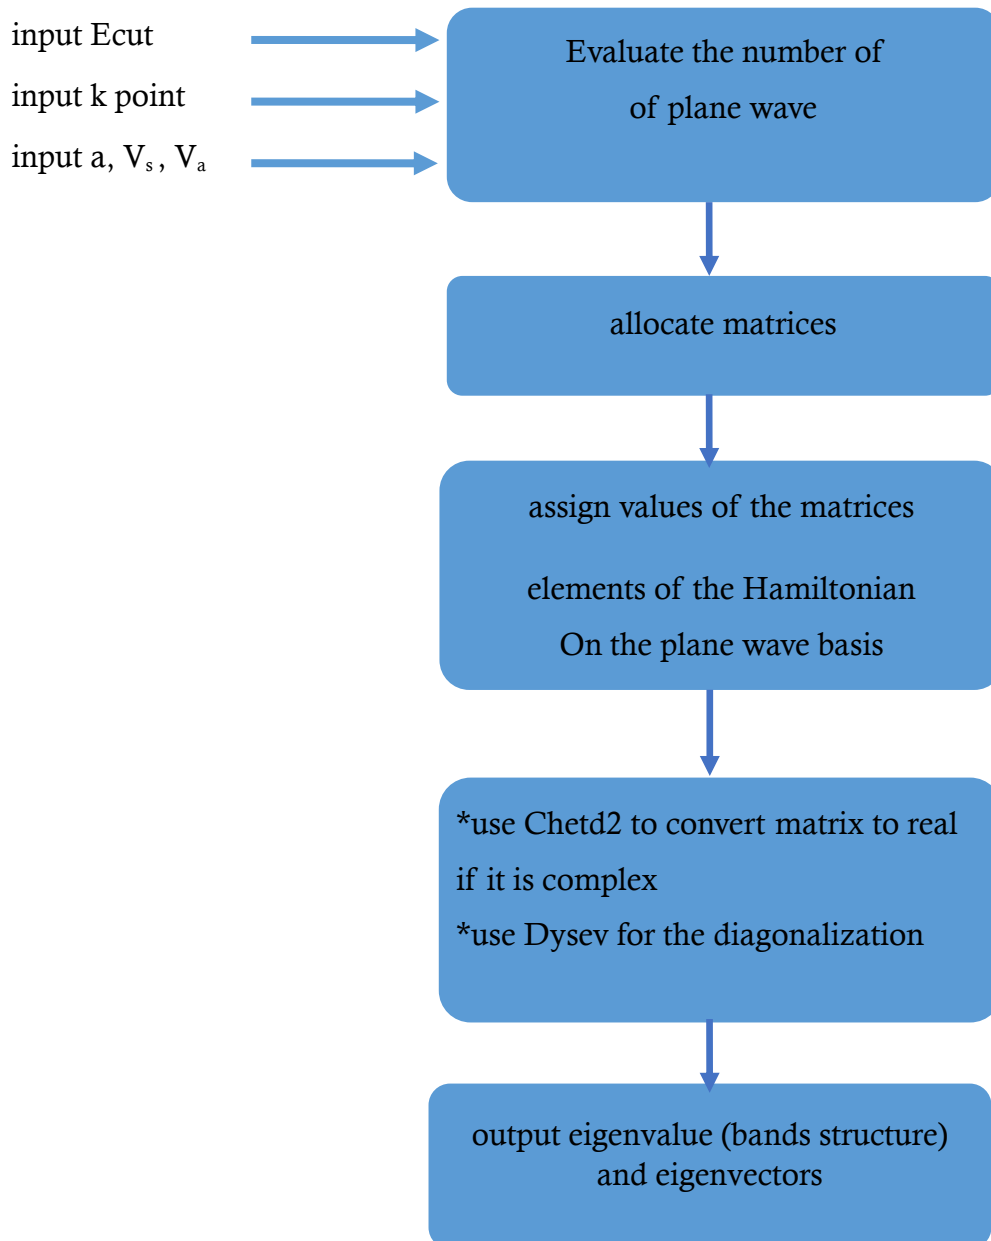 input Ecut
input k point
input a, Vₛ , Vₐ
Evaluate the number of
of plane wave
allocate matrices
assign values of the matrices
elements of the Hamiltonian
On the plane wave basis
*use Chetd2 to convert matrix to real
if it is complex
*use Dysev for the diagonalization
output eigenvalue (bands structure)
and eigenvectors